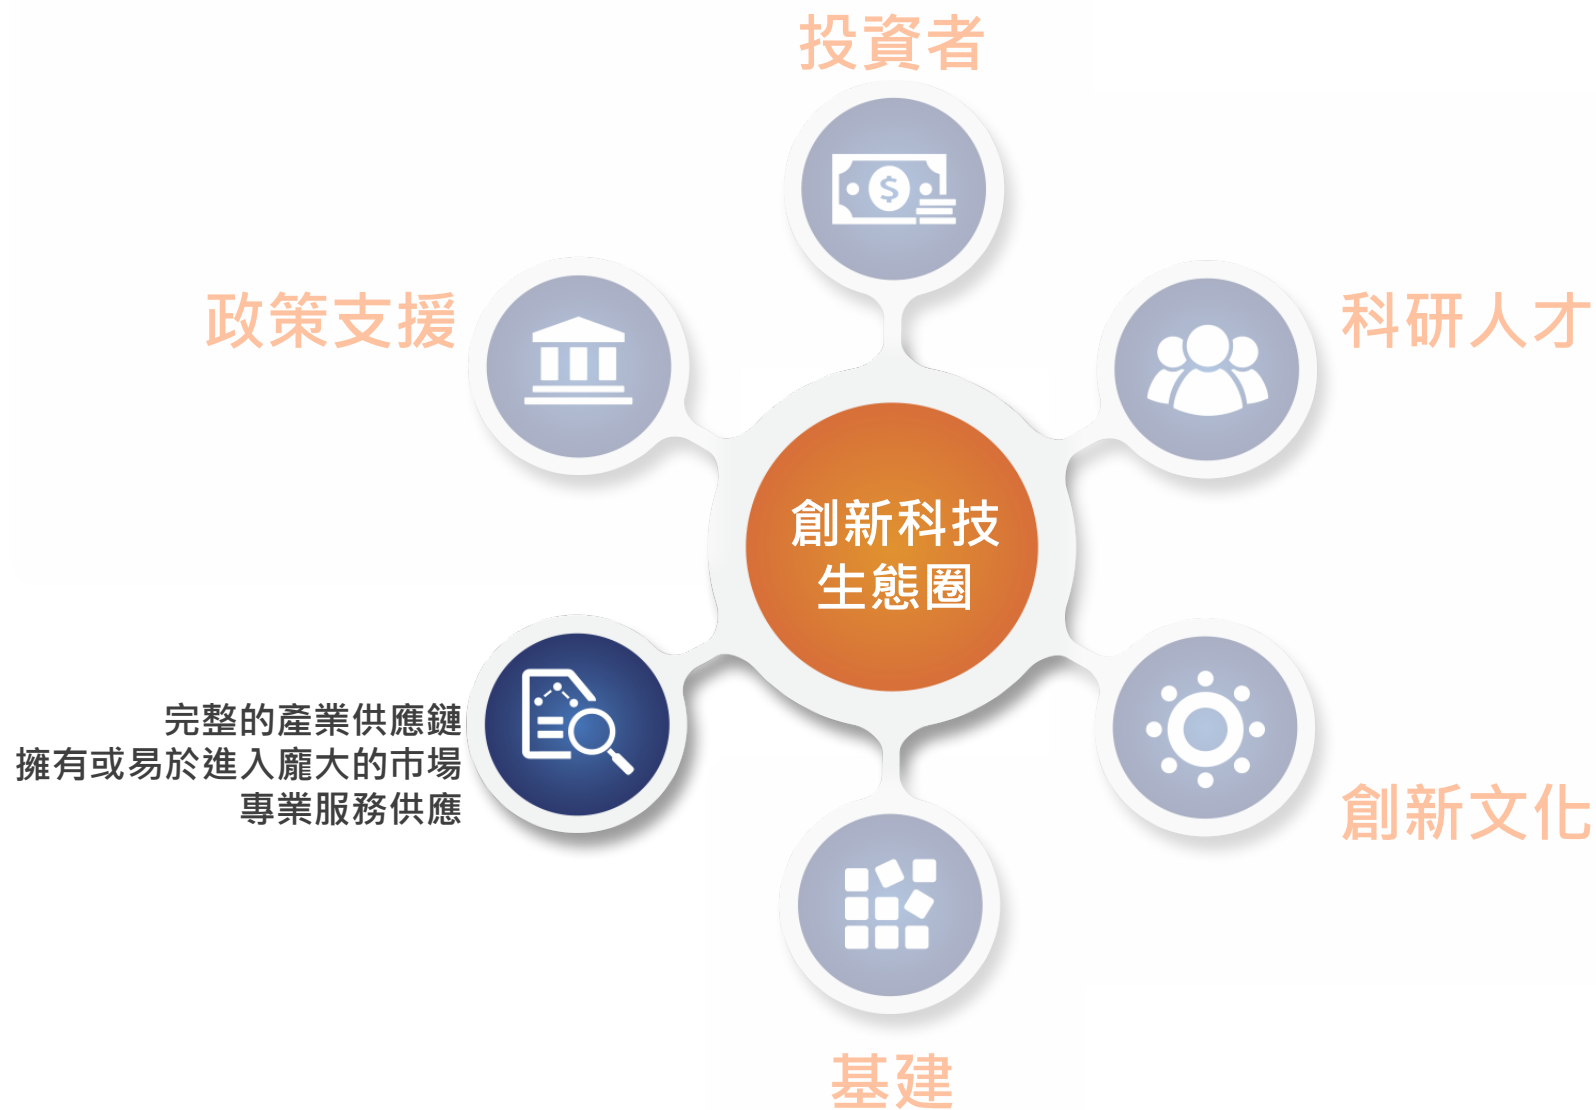 投資者
政策支援
科研人才
創新科技
生態圈
完整的產業供應鏈
擁有或易於進入龐大的市場
專業服務供應
創新文化
基建